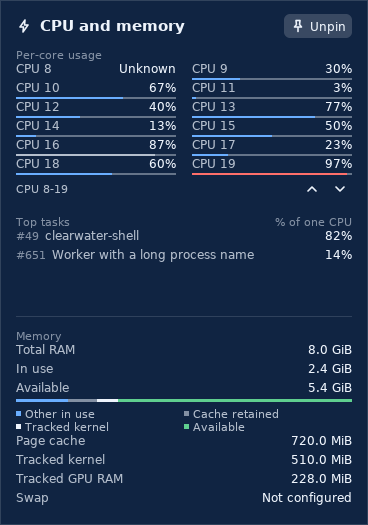 CPU and memory Unpin
Per-core usage
CPU 8 Unknown CPU 9 30%
CPU 10 67% CPU 11 3%
CPU 12 40% CPU 13 77%
CPU 14 13% CPU 15 50%
CPU 16 87% CPU 17 23%
CPU 18 60% CPU 19 97%
CPU 8-19
Top tasks % of one CPU
#49 clearwater-shell 82%
#651 Worker with a long process name 14%
Memory
Total RAM 8.0 GiB
In use 2.4 GiB
Available 5.4 GiB
Other in use Cache retained
Tracked kernel Available
Page cache 720.0 MiB
Tracked kernel 510.0 MiB
Tracked GPU RAM 228.0 MiB
Swap Not configured